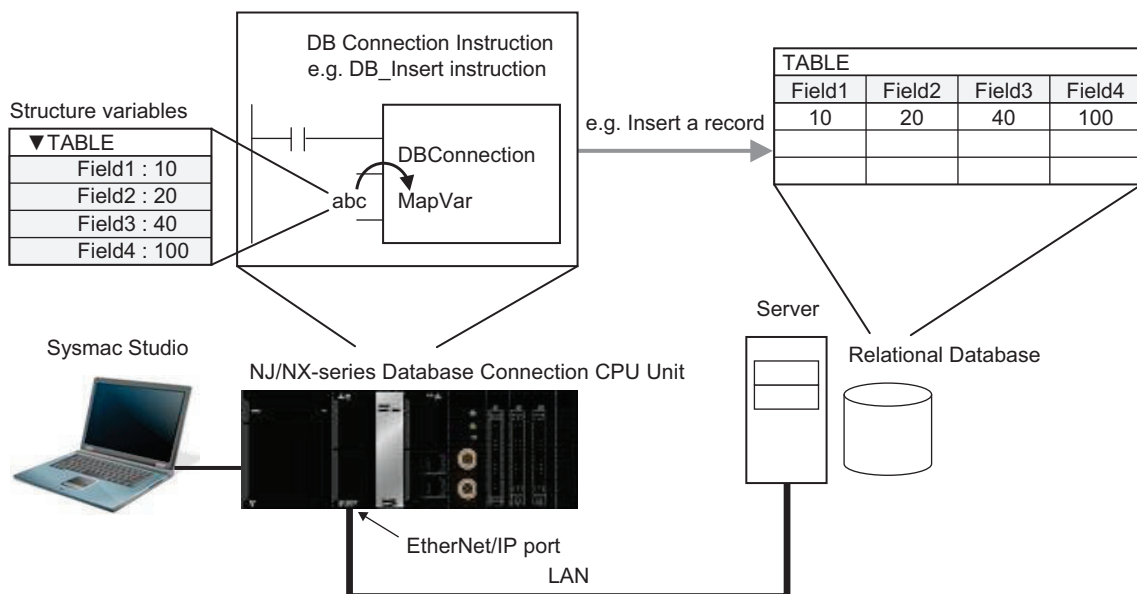 DB Connection Instruction
e.g. DB_Insert instruction
Structure variables
▼TABLE
Field1 : 10
Field2 : 20
Field3 : 40
Field4 : 100
DBConnection
abc
MapVar
e.g. Insert a record
TABLE
Field1 Field2 Field3 Field4
10 20 40 100
Sysmac Studio
NJ/NX-series Database Connection CPU Unit
Server
Relational Database
EtherNet/IP port
LAN